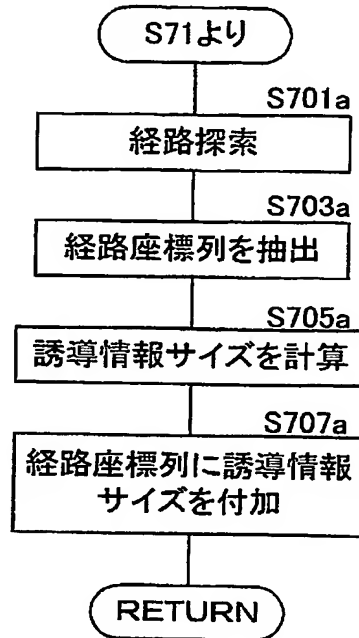 S71より
S701a
経路探索
S703a
経路座標列を抽出
S705a
誘導情報サイズを計算
S707a
経路座標列に誘導情報
サイズを付加
RETURN